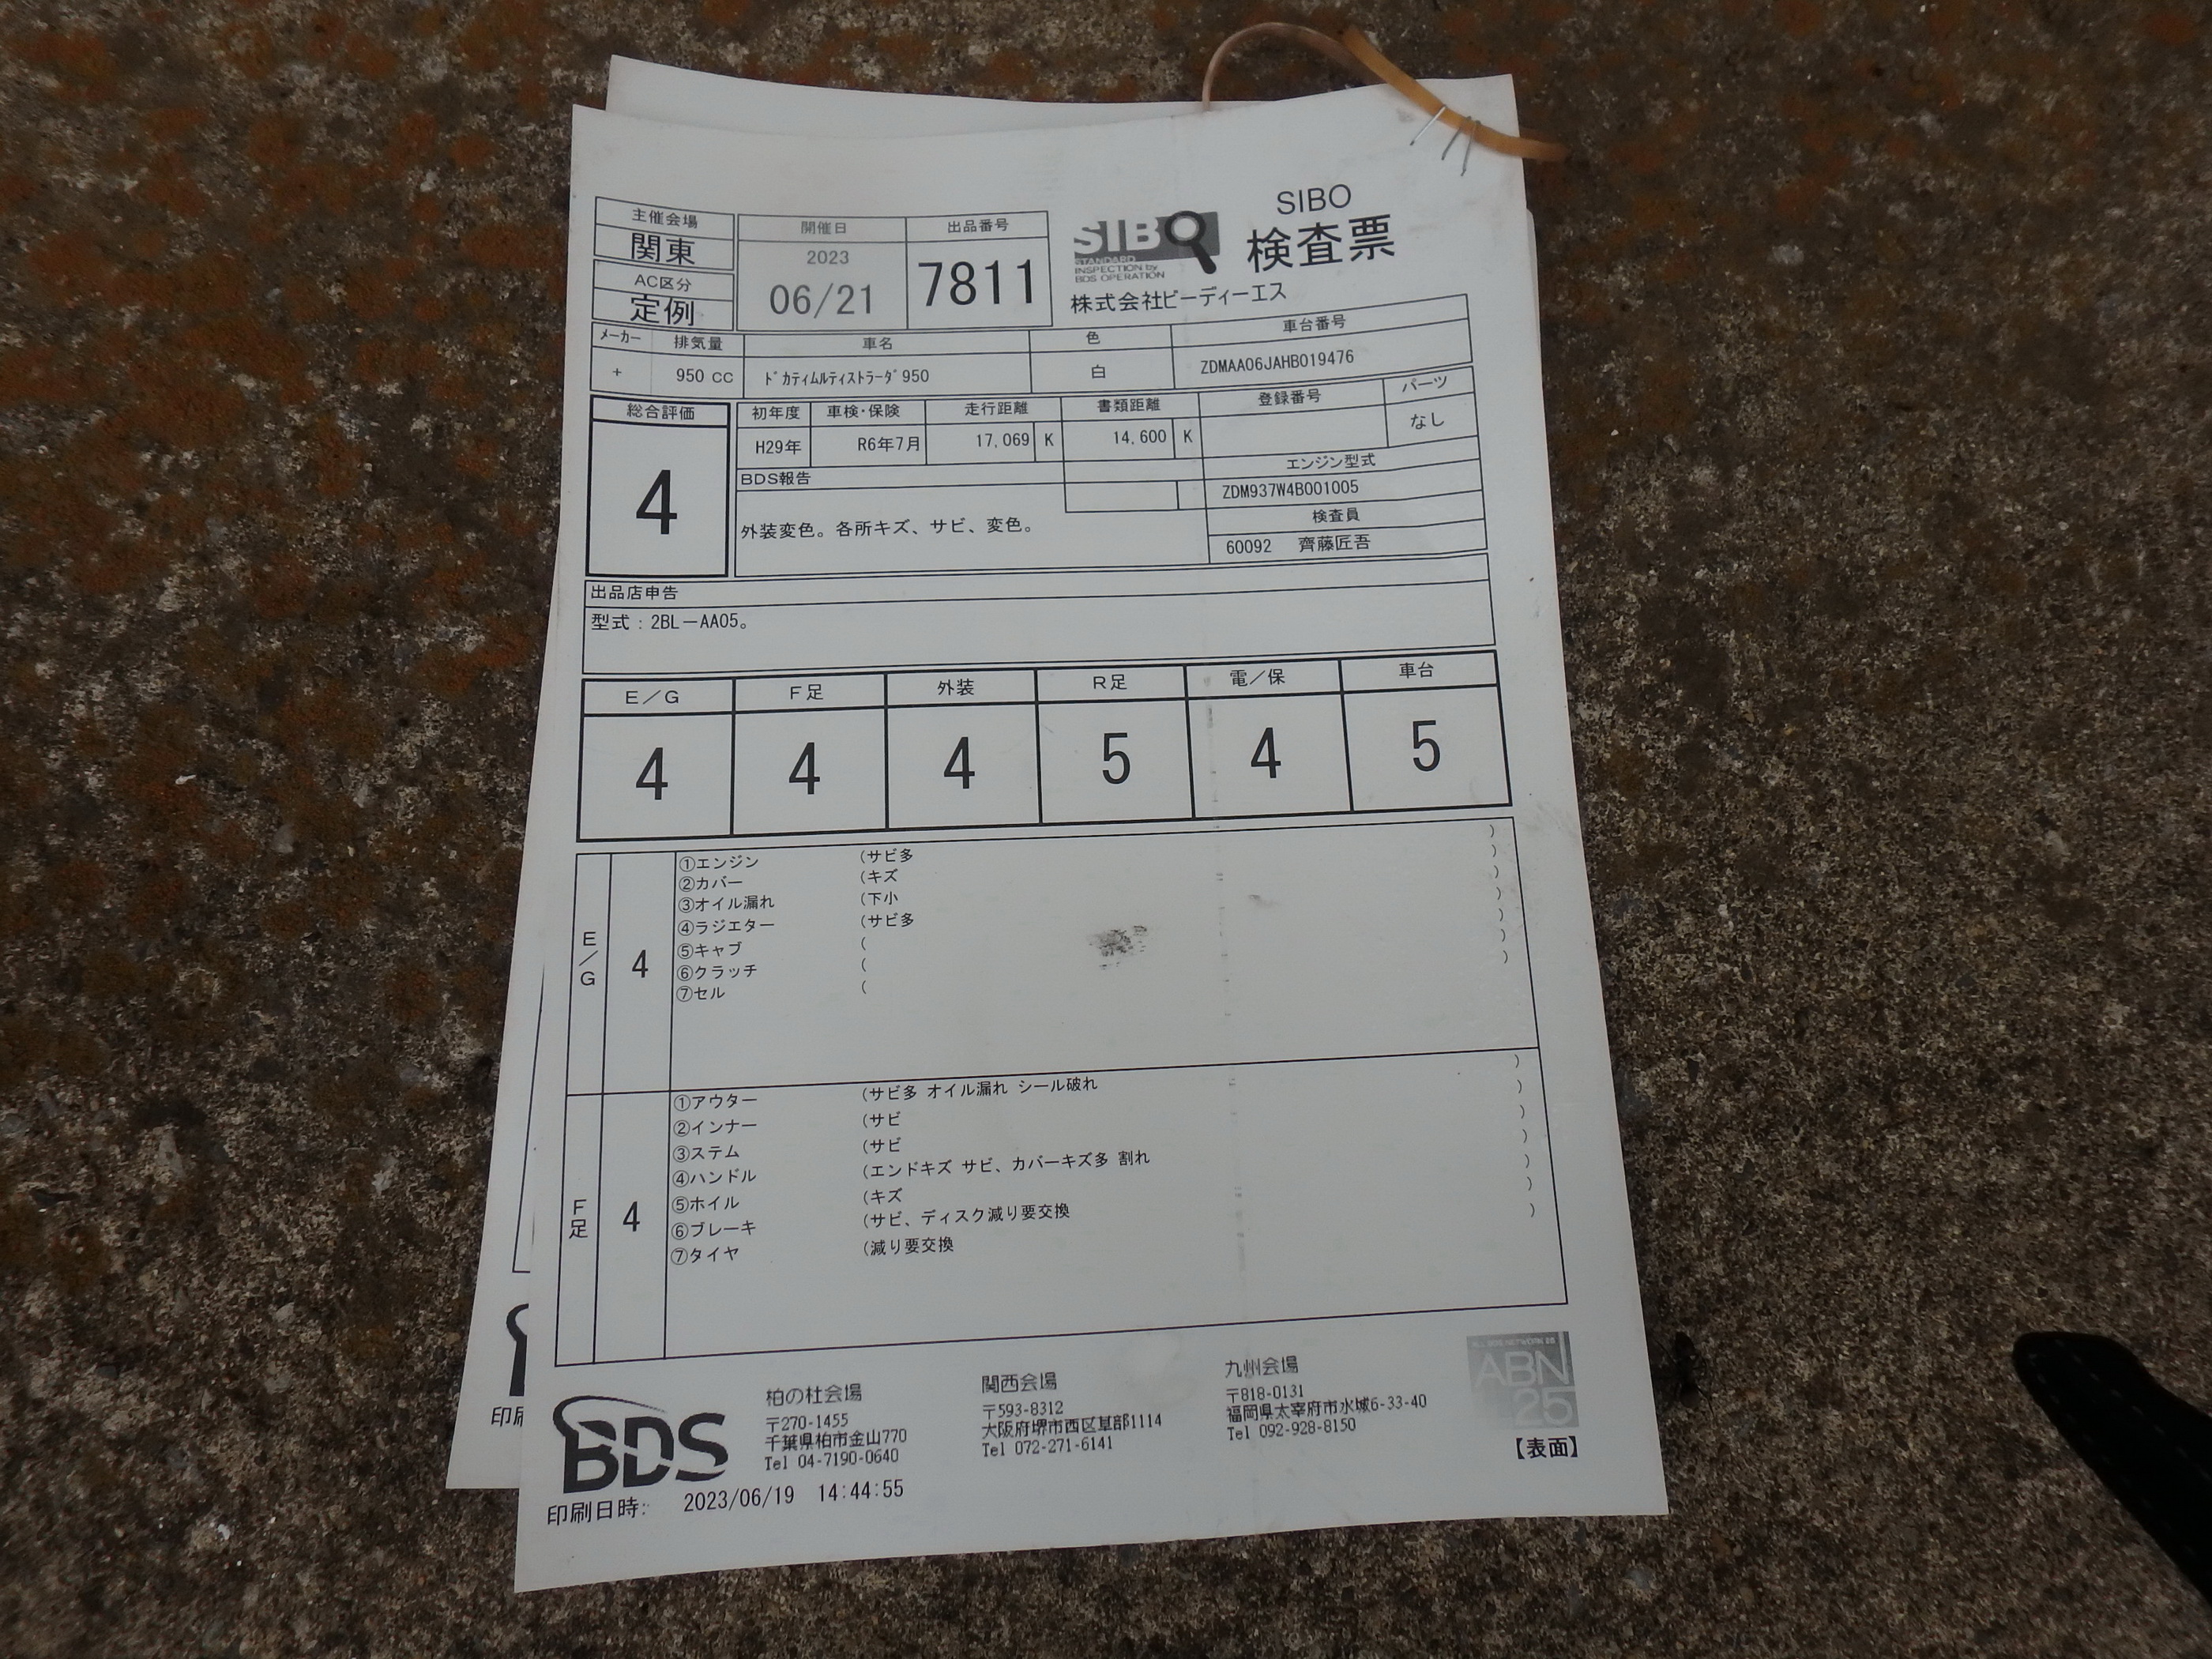 主催会場
関東
AC区分
定例
開催日
2023
06/21
出品番号
7811
SIBO
STANDARD
INSPECTION by
BDS OPERATION
SIBO
検査票
株式会社ビーディーエス
メーカー 排気量 車名 色 車台番号
+ 950 CC ドカティムルティストラーダ950 白 ZDMAA06JAHB019476
総合評価
4
初年度 車検・保険 走行距離 書類距離 登録番号 パーツ
H29年 R6年7月 17,069 K 14,600 K なし
BDS報告
外装変色。各所キズ、サビ、変色。
エンジン型式
ZDM937W4B001005
検査員
60092 齊藤匠吾
出品店申告
型式:2BL－AA05。
E/G F足 外装 R足 電/保 車台
4 4 4 5 4 5
E/G 4
①エンジン (サビ多 )
②カバー (キズ )
③オイル漏れ (下小 )
④ラジエター (サビ多 )
⑤キャブ ( )
⑥クラッチ ( )
⑦セル ( )
F足 4
①アウター (サビ多 オイル漏れ シール破れ )
②インナー (サビ )
③ステム (サビ )
④ハンドル (エンドキズ サビ、カバーキズ多 割れ )
⑤ホイル (キズ )
⑥ブレーキ (サビ、ディスク減り要交換 )
⑦タイヤ (減り要交換 )
BDS
柏の杜会場
〒270-1455
千葉県柏市金山770
Tel 04-7190-0640
関西会場
〒593-8312
大阪府堺市西区草部1114
Tel 072-271-6141
九州会場
〒818-0131
福岡県太宰府市水城6-33-40
Tel 092-928-8150
ABN
25
【表面】
印刷日時: 2023/06/19 14:44:55
印刷